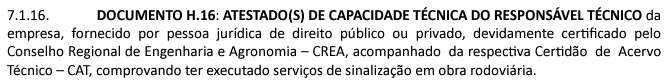 7.1.16. DOCUMENTO H.16: ATESTADO(S) DE CAPACIDADE TÉCNICA DO RESPONSÁVEL TÉCNICO da
empresa, fornecido por pessoa jurídica de direito público ou privado, devidamente certificado pelo
Conselho Regional de Engenharia e Agronomia – CREA, acompanhado da respectiva Certidão de Acervo
Técnico – CAT, comprovando ter executado serviços de sinalização em obra rodoviária.